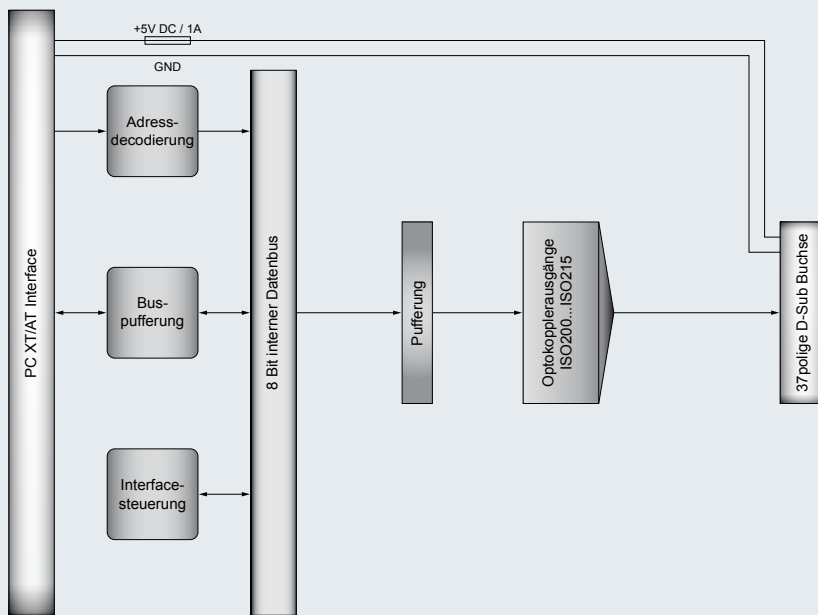 +5V DC / 1A
GND
PC XT/AT Interface
Adress-
decodierung
Bus-
pufferung
Interface-
steuerung
8 Bit interner Datenbus
Pufferung
Optokopplerausgänge
ISO200...ISO215
37polige D-Sub Buchse